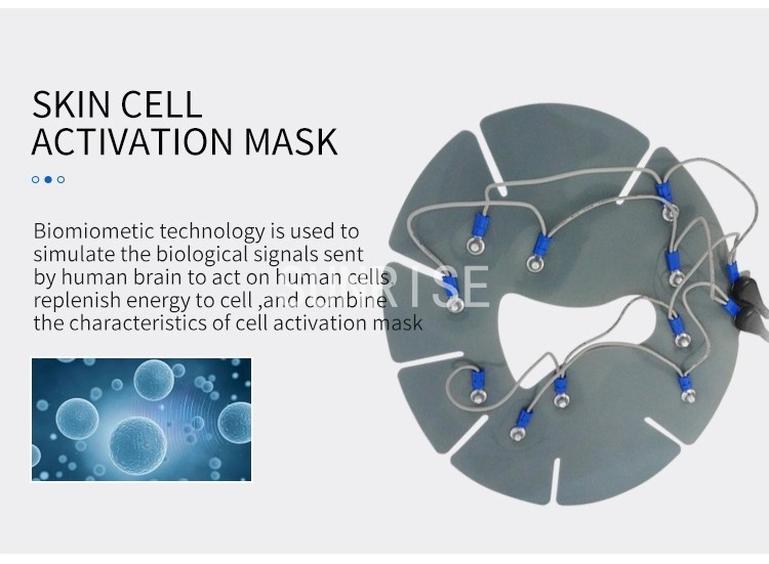 SKIN CELL
ACTIVATION MASK
Biomiometic technology is used to
simulate the biological signals sent
by human brain to act on human cells
replenish energy to cell ,and combine
the characteristics of cell activation mask
SUNRISE